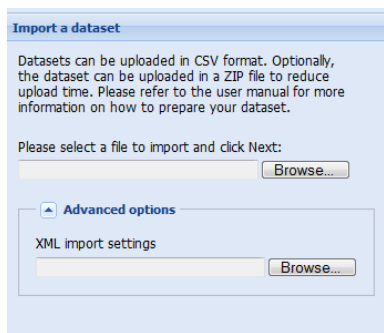 Import a dataset
Datasets can be uploaded in CSV format. Optionally,
the dataset can be uploaded in a ZIP file to reduce
upload time. Please refer to the user manual for more
information on how to prepare your dataset.
Please select a file to import and click Next:
Browse...
Advanced options
XML import settings
Browse...